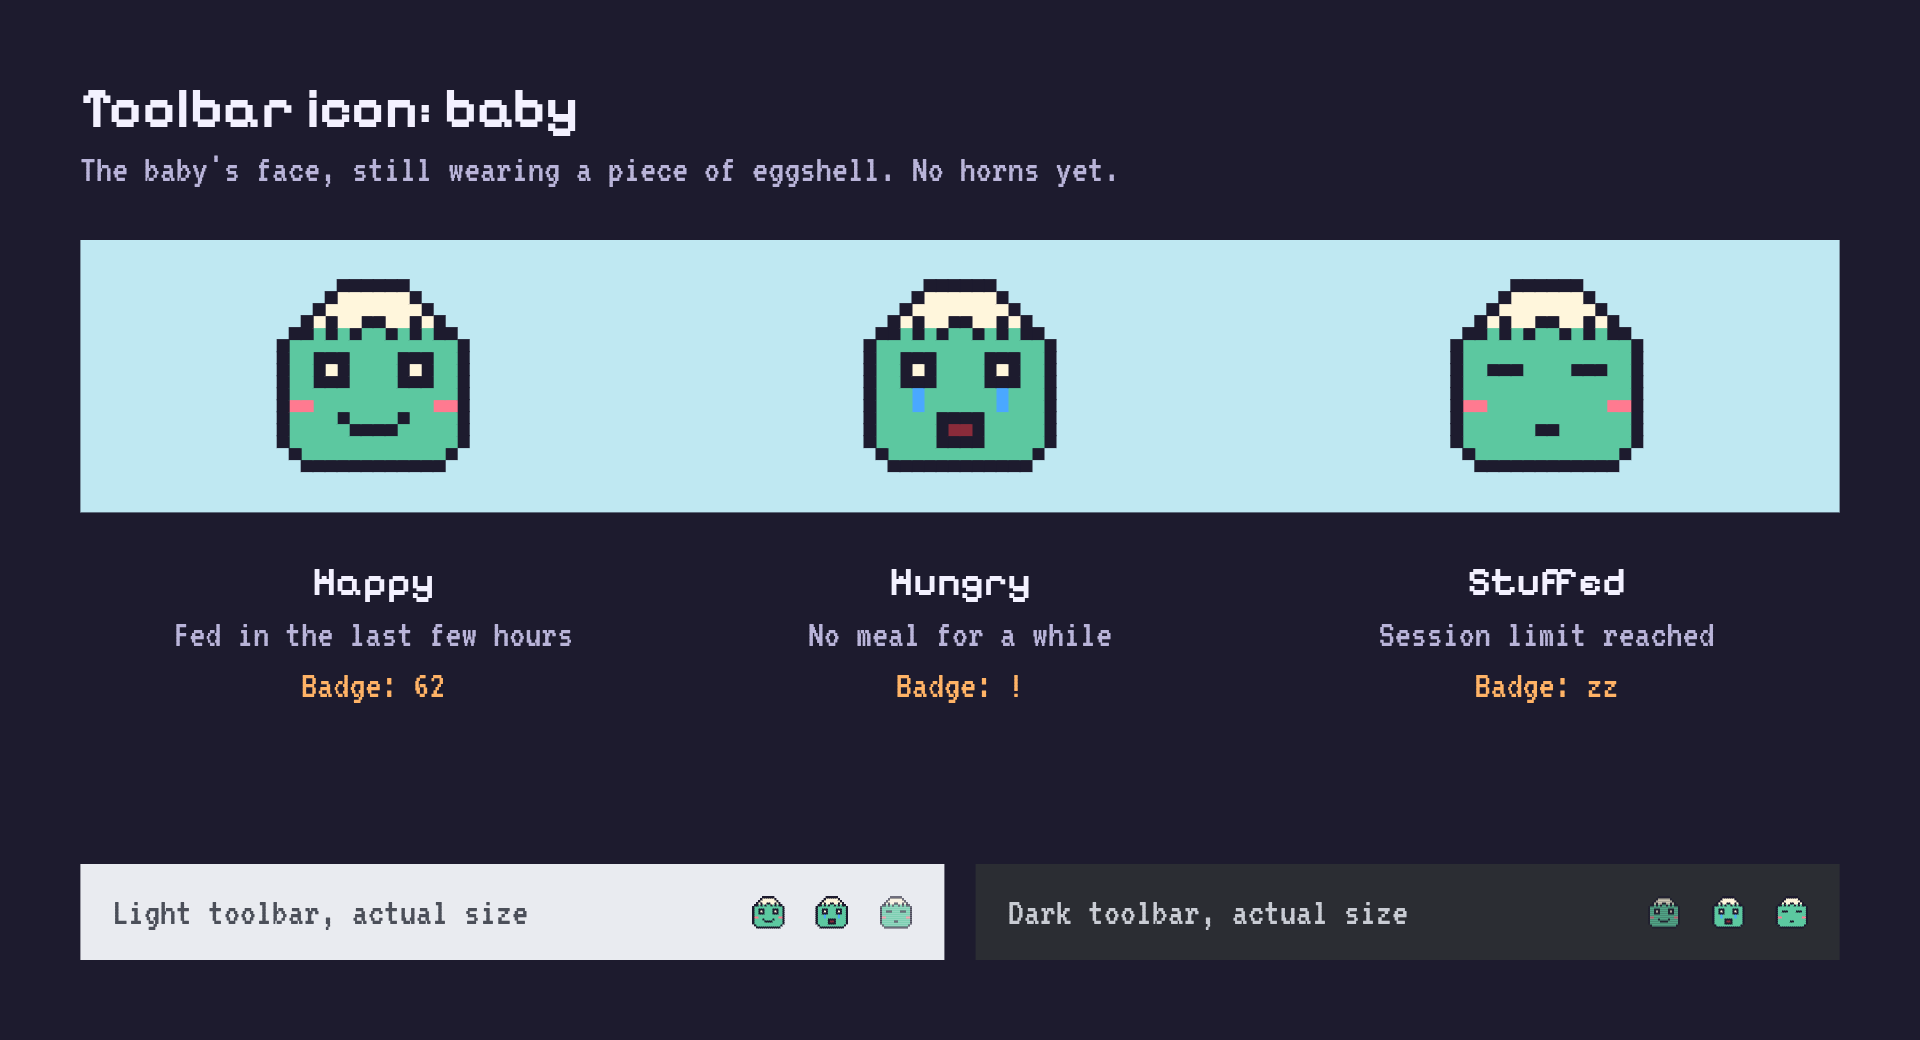 Toolbar icon: baby
The baby's face, still wearing a piece of eggshell. No horns yet.
Happy
Fed in the last few hours
Badge: 62
Hungry
No meal for a while
Badge: !
Stuffed
Session limit reached
Badge: zz
Light toolbar, actual size
Dark toolbar, actual size